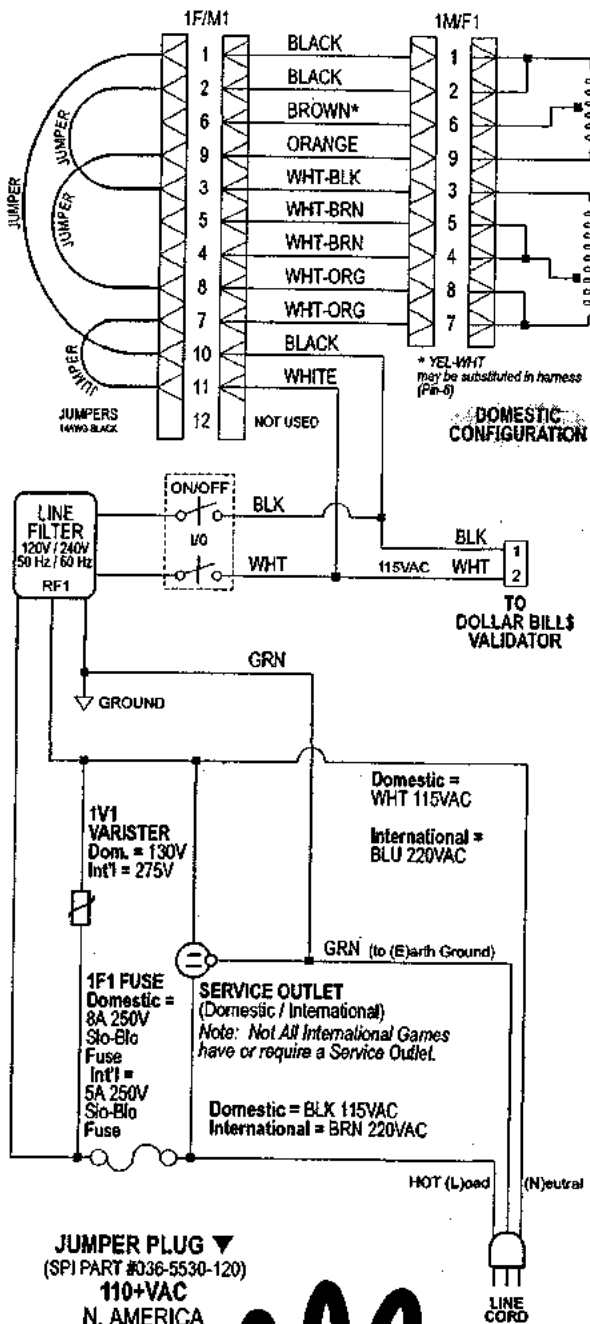 1F/M1
1M/F1
1
BLACK
1
2
BLACK
2
6
BROWN*
6
9
ORANGE
9
3
WHT-BLK
3
5
WHT-BRN
5
4
WHT-BRN
4
8
WHT-ORG
8
7
WHT-ORG
7
10
BLACK
11
WHITE
12
NOT USED
JUMPER
JUMPER
JUMPER
JUMPER
JUMPERS
14AWG-BLACK
* YEL-WHT
may be substituted in harness
(Pin-6)
DOMESTIC
CONFIGURATION
LINE
FILTER
120V / 240V
50 Hz / 60 Hz
RF1
ON/OFF
I/0
BLK
WHT
115VAC
BLK
1
WHT
2
TO
DOLLAR BILL$
VALIDATOR
GRN
GROUND
Domestic =
WHT 115VAC
International =
BLU 220VAC
1V1
VARISTER
Dom. = 130V
Int'l = 275V
GRN (to (E)arth Ground)
SERVICE OUTLET
(Domestic / International)
Note: Not All International Games
have or require a Service Outlet.
1F1 FUSE
Domestic =
8A 250V
Slo-Blo
Fuse
Int'l =
5A 250V
Slo-Blo
Fuse
Domestic = BLK 115VAC
International = BRN 220VAC
HOT (L)oad
(N)eutral
LINE
CORD
JUMPER PLUG ▼
(SPI PART #036-5530-120)
110+VAC
N. AMERICA